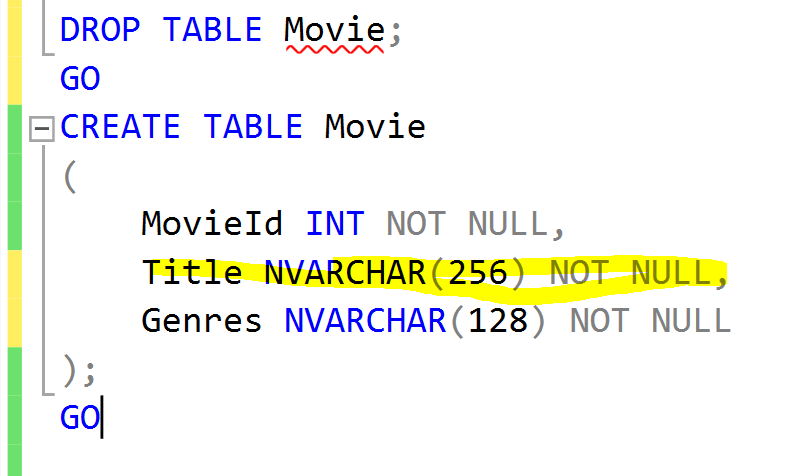 DROP TABLE Movie;
GO
CREATE TABLE Movie
(
MovieId INT NOT NULL,
Title NVARCHAR(256) NOT NULL,
Genres NVARCHAR(128) NOT NULL
);
GO